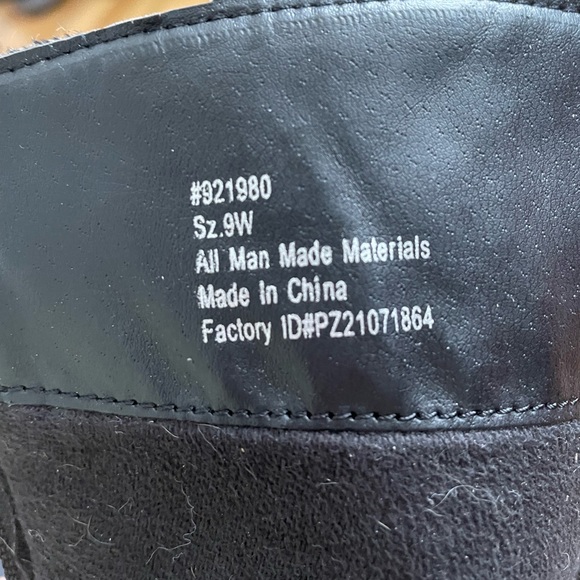 #921980
Sz.9W
All Man Made Materials
Made In China
Factory ID#PZ21071864